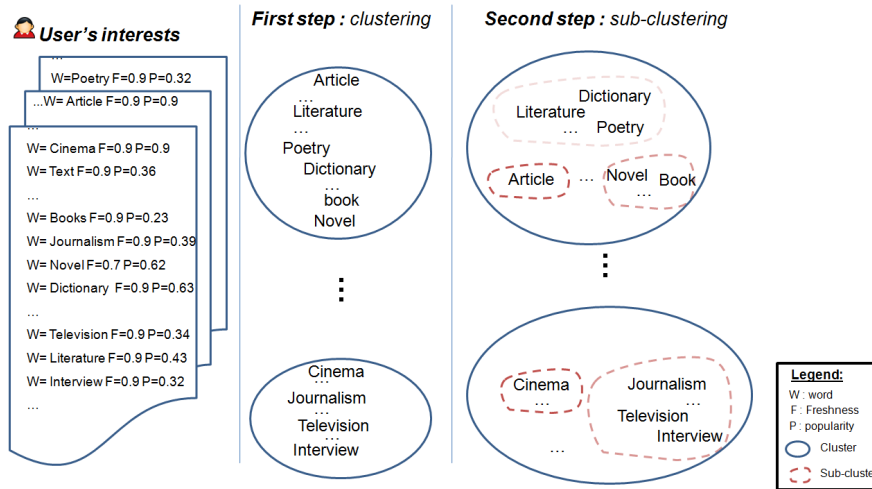 User's interests
...
W=Poetry F=0.9 P=0.32
...W= Article F=0.9 P=0.9
...
W= Cinema F=0.9 P=0.9
W= Text F=0.9 P=0.36
...
W= Books F=0.9 P=0.23
W= Journalism F=0.9 P=0.39
W= Novel F=0.7 P=0.62
W= Dictionary F=0.9 P=0.63
...
W= Television F=0.9 P=0.34
W= Literature F=0.9 P=0.43
W= Interview F=0.9 P=0.32
...
First step : clustering
Article
...
Literature
...
Poetry
Dictionary
...
book
Novel
Cinema
...
Journalism
...
Television
...
Interview
Second step : sub-clustering
Dictionary
Literature
... Poetry
Article ... Novel Book
...
Cinema
...
Journalism
...
Television
Interview
...
Legend:
W : word
F : Freshness
P : popularity
Cluster
Sub-cluste